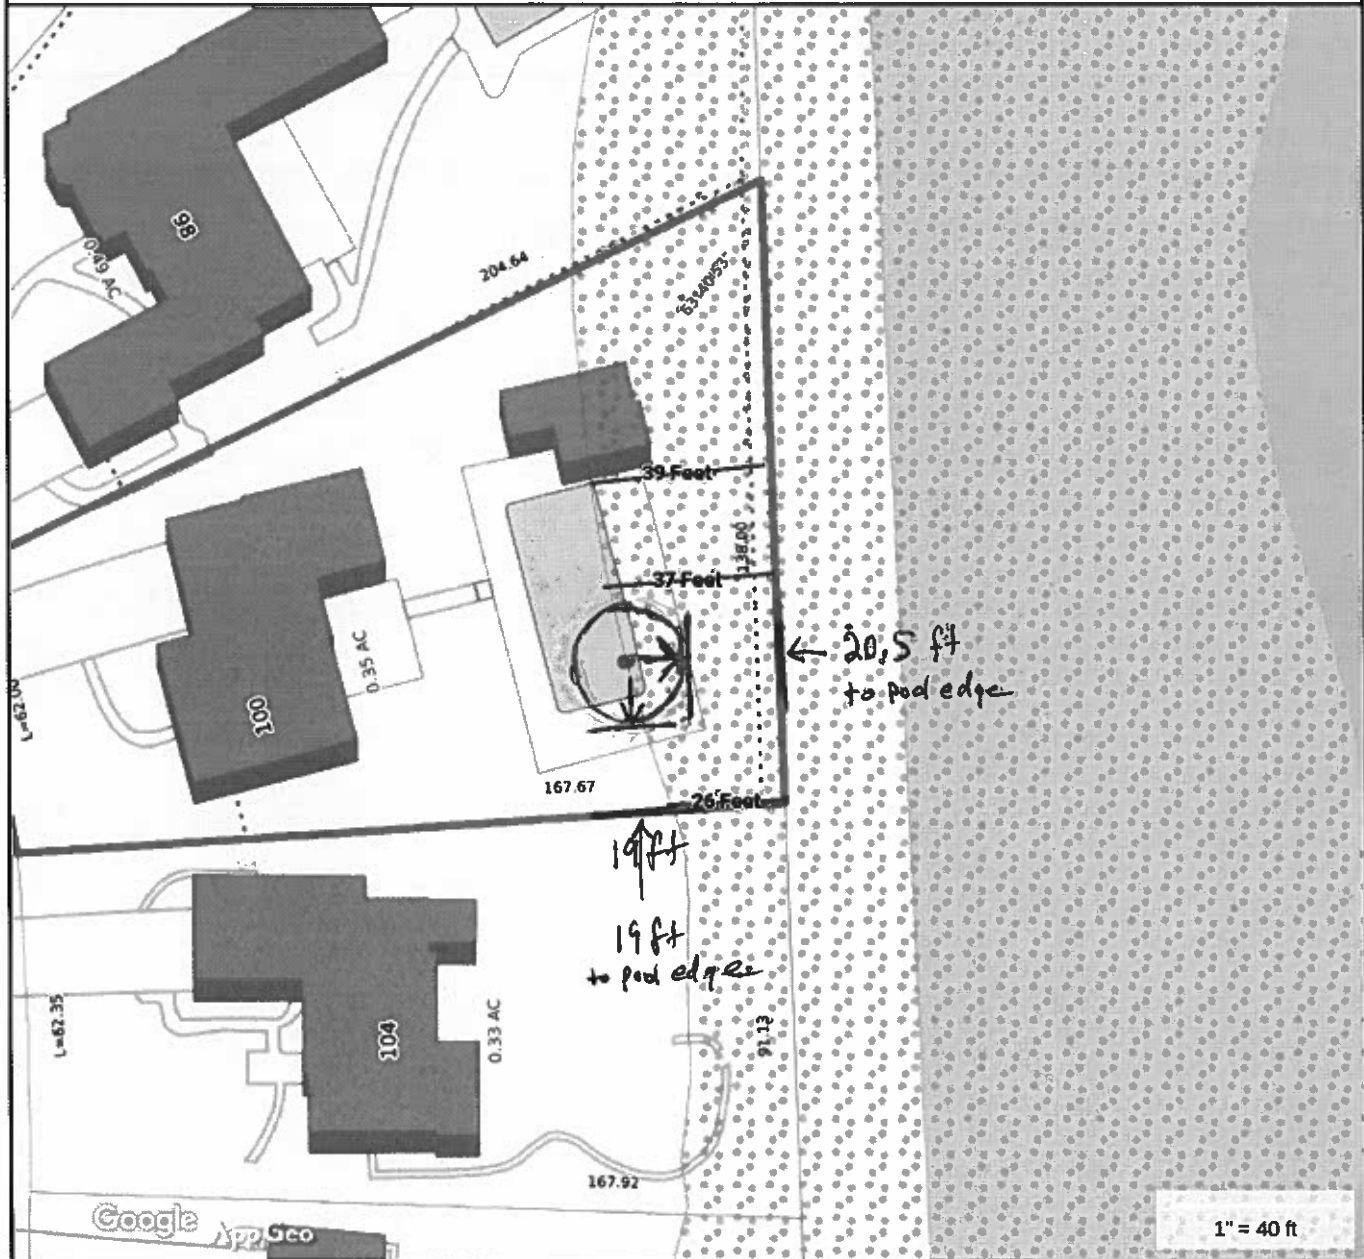 98
0.49 AC
204.64
63°40'53"
39 Feet
138.00
37 Feet
0.35 AC
100
L=62.00
← 20,5 ft
to pool edge
167.67
26 Feet
19 ft
19 ft
to pool edge
L=62.35
104
0.33 AC
91.13
167.92
Google
AppGeo
1" = 40 ft